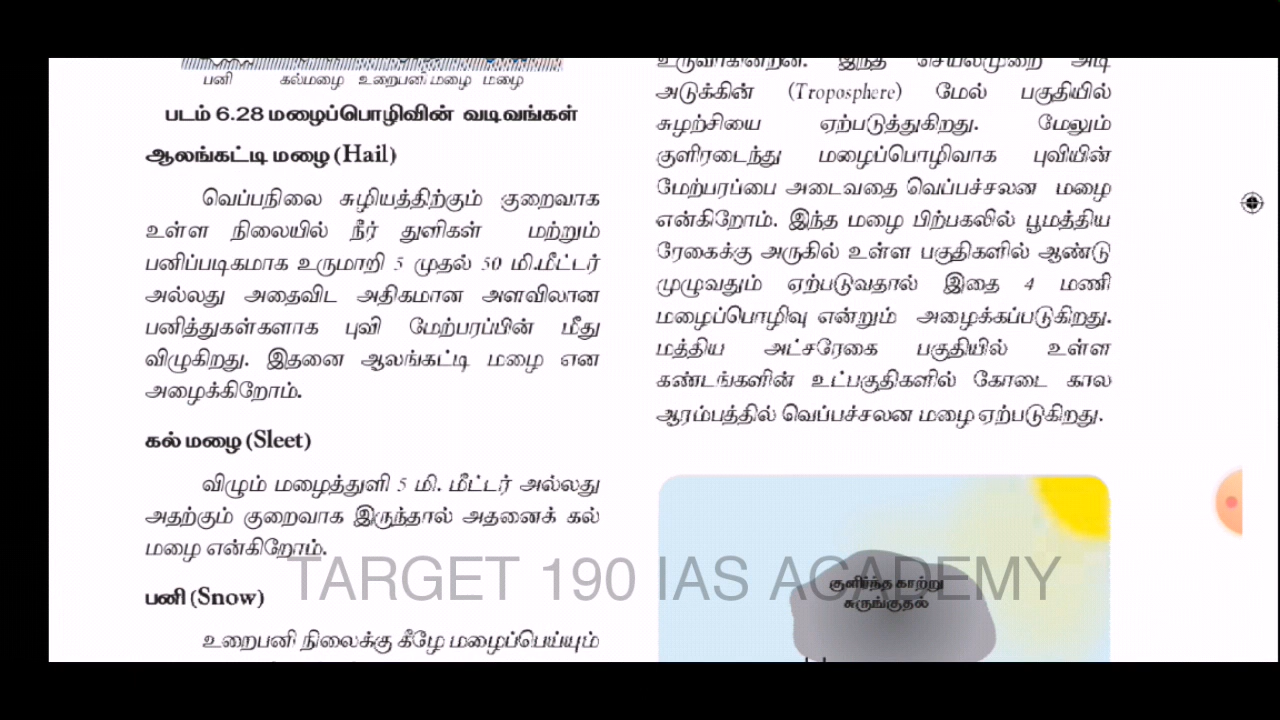 பனி கல்மழை உறைபனி மழை மழை
படம் 6.28 மழைப்பொழிவின் வடிவங்கள்
ஆலங்கட்டி மழை (Hail)
வெப்பநிலை சுழியத்திற்கும் குறைவாக
உள்ள நிலையில் நீர் துளிகள் மற்றும்
பனிப்படிகமாக உருமாறி 5 முதல் 50 மி.மீட்டர்
அல்லது அதைவிட அதிகமான அளவிலான
பனித்துகள்களாக புவி மேற்பரப்பின் மீது
விழுகிறது. இதனை ஆலங்கட்டி மழை என
அழைக்கிறோம்.
கல் மழை (Sleet)
விழும் மழைத்துளி 5 மி. மீட்டர் அல்லது
அதற்கும் குறைவாக இருந்தால் அதனைக் கல்
மழை என்கிறோம்.
பனி (Snow)
உறைபனி நிலைக்கு கீழே மழைப்பெய்யும்
உருவாகின்றன. இந்த செயல்முறை அடி
அடுக்கின் (Troposphere) மேல் பகுதியில்
சுழற்சியை ஏற்படுத்துகிறது. மேலும்
குளிரடைந்து மழைப்பொழிவாக புவியின்
மேற்பரப்பை அடைவதை வெப்பச்சலன மழை
என்கிறோம். இந்த மழை பிற்பகலில் பூமத்திய
ரேகைக்கு அருகில் உள்ள பகுதிகளில் ஆண்டு
முழுவதும் ஏற்படுவதால் இதை 4 மணி
மழைப்பொழிவு என்றும் அழைக்கப்படுகிறது.
மத்திய அட்சரேகை பகுதியில் உள்ள
கண்டங்களின் உட்பகுதிகளில் கோடை கால
ஆரம்பத்தில் வெப்பச்சலன மழை ஏற்படுகிறது.
குளிர்ந்த காற்று
சுருங்குதல்
TARGET 190 IAS ACADEMY